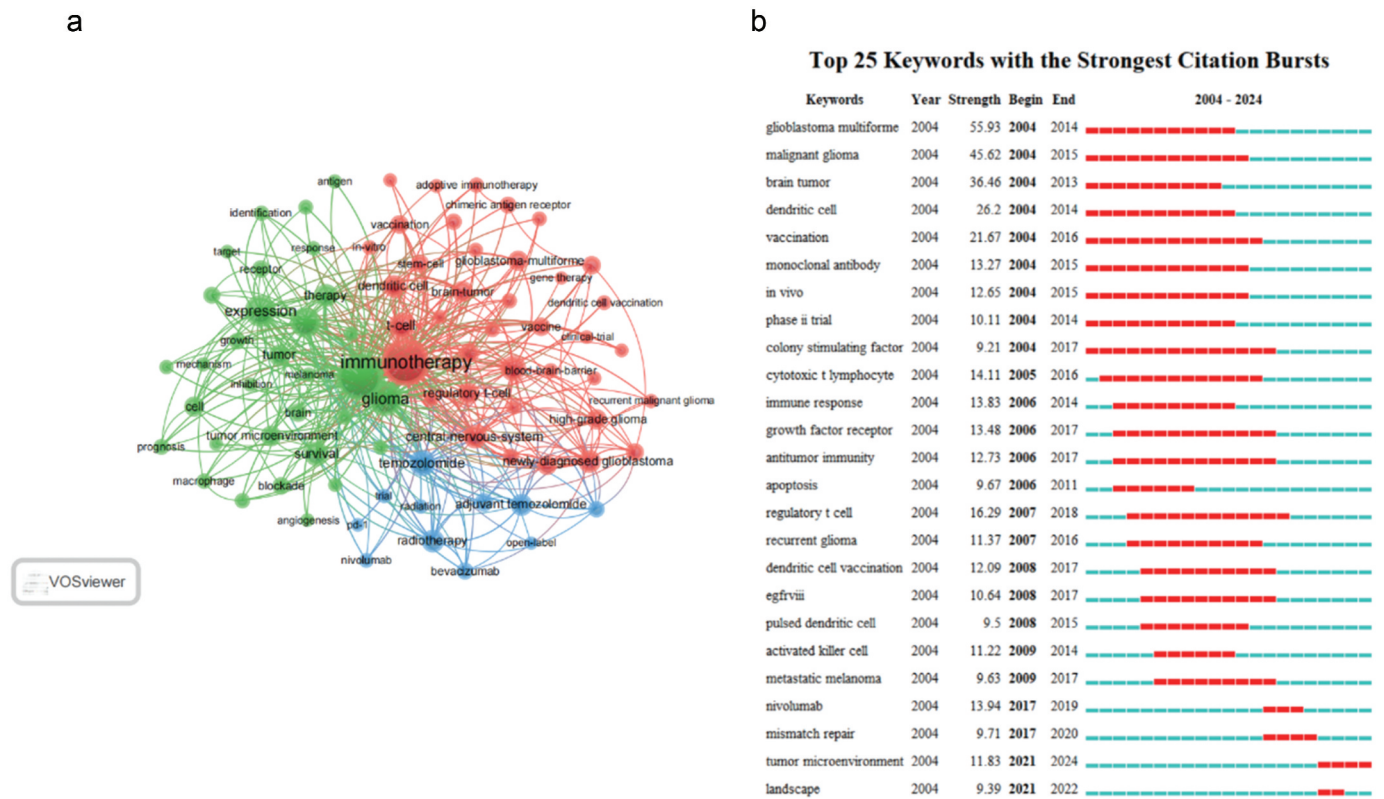 a
b
antigen
adoptive immunotherapy
chimeric antigen receptor
identification
vaccination
target
response
in-vitro
receptor
stem-cell
glioblastoma-multiforme
gene therapy
dendritic cell
brain-tumor
therapy
dendritic cell vaccination
expression
t-cell
vaccine
clinical-trial
growth
tumor
immunotherapy
mechanism
melanoma
blood-brain-barrier
inhibition
glioma
regulatory t-cell
recurrent malignant glioma
cell
brain
high-grade glioma
tumor microenvironment
central-nervous-system
prognosis
survival
temozolomide
newly-diagnosed glioblastoma
macrophage
blockade
trial
radiation
adjuvant temozolomide
angiogenesis
pd-1
radiotherapy
open-label
nivolumab
bevacizumab
VOSviewer
Top 25 Keywords with the Strongest Citation Bursts
Keywords Year Strength Begin End 2004 - 2024
glioblastoma multiforme 2004 55.93 2004 2014
malignant glioma 2004 45.62 2004 2015
brain tumor 2004 36.46 2004 2013
dendritic cell 2004 26.2 2004 2014
vaccination 2004 21.67 2004 2016
monoclonal antibody 2004 13.27 2004 2015
in vivo 2004 12.65 2004 2015
phase ii trial 2004 10.11 2004 2014
colony stimulating factor 2004 9.21 2004 2017
cytotoxic t lymphocyte 2004 14.11 2005 2016
immune response 2004 13.83 2006 2014
growth factor receptor 2004 13.48 2006 2017
antitumor immunity 2004 12.73 2006 2017
apoptosis 2004 9.67 2006 2011
regulatory t cell 2004 16.29 2007 2018
recurrent glioma 2004 11.37 2007 2016
dendritic cell vaccination 2004 12.09 2008 2017
egfrviii 2004 10.64 2008 2017
pulsed dendritic cell 2004 9.5 2008 2015
activated killer cell 2004 11.22 2009 2014
metastatic melanoma 2004 9.63 2009 2017
nivolumab 2004 13.94 2017 2019
mismatch repair 2004 9.71 2017 2020
tumor microenvironment 2004 11.83 2021 2024
landscape 2004 9.39 2021 2022